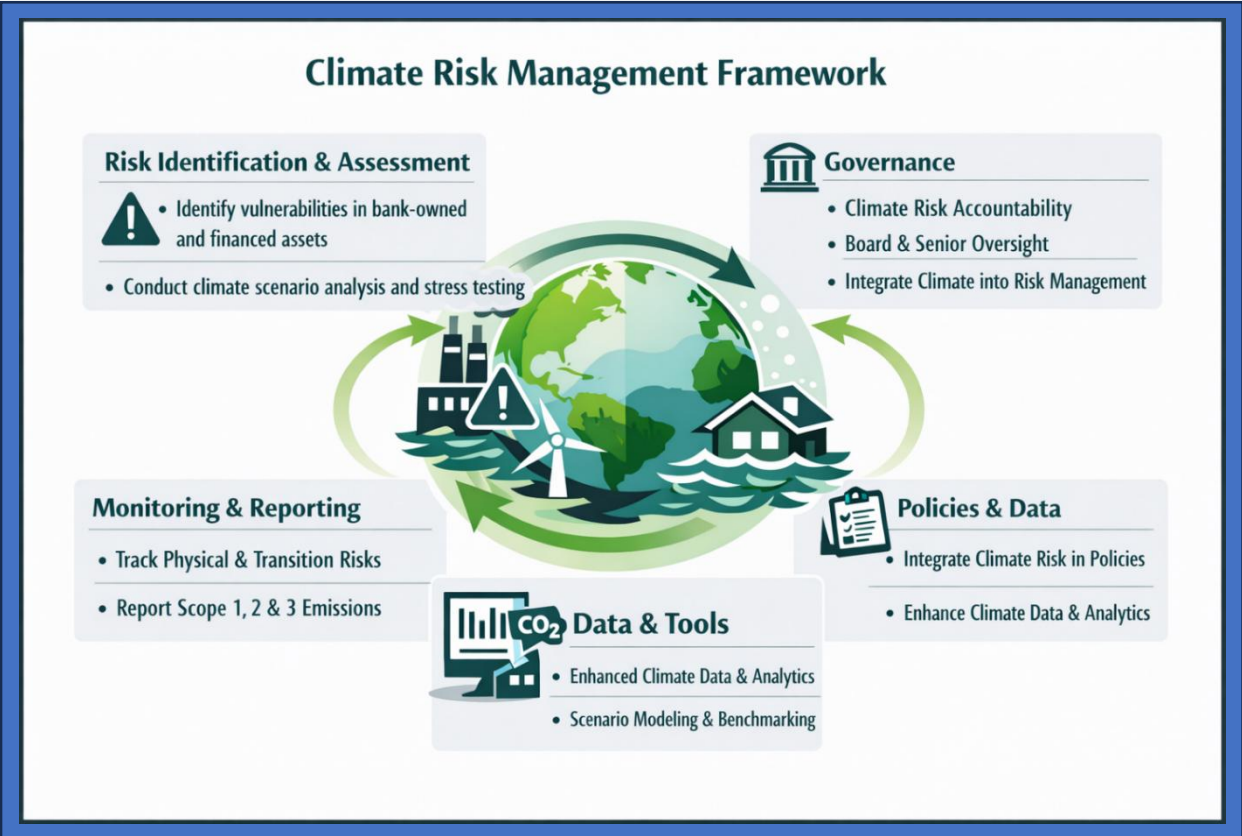 Climate Risk Management Framework
Risk Identification & Assessment
• Identify vulnerabilities in bank-owned
and financed assets
• Conduct climate scenario analysis and stress testing
Governance
• Climate Risk Accountability
• Board & Senior Oversight
• Integrate Climate into Risk Management
Monitoring & Reporting
• Track Physical & Transition Risks
• Report Scope 1, 2 & 3 Emissions
CO₂
Data & Tools
• Enhanced Climate Data & Analytics
• Scenario Modeling & Benchmarking
Policies & Data
• Integrate Climate Risk in Policies
• Enhance Climate Data & Analytics